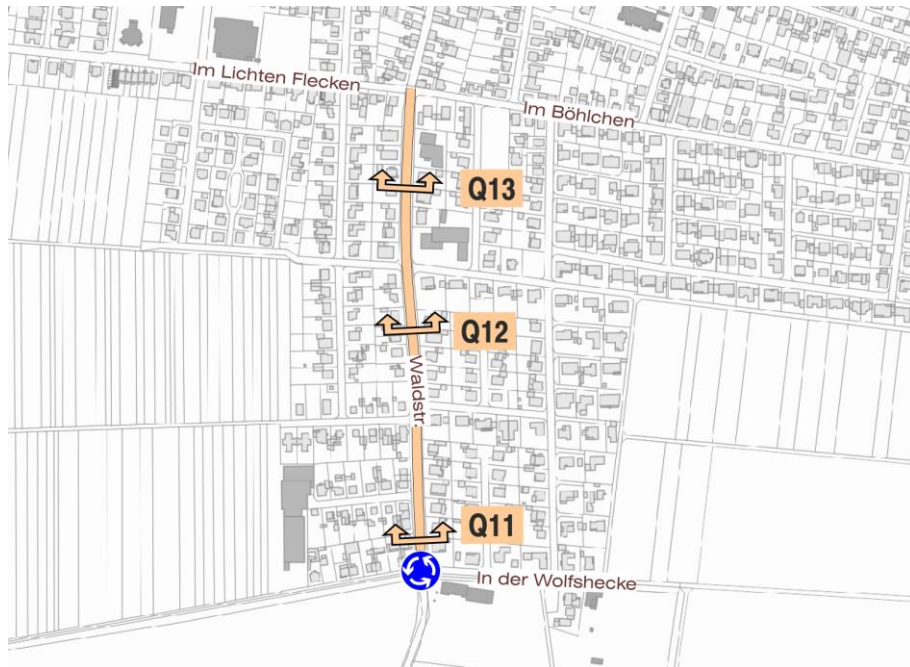 Im Lichten Flecken
Im Böhlchen
Q13
Q12
Waldstr.
Q11
In der Wolfshecke